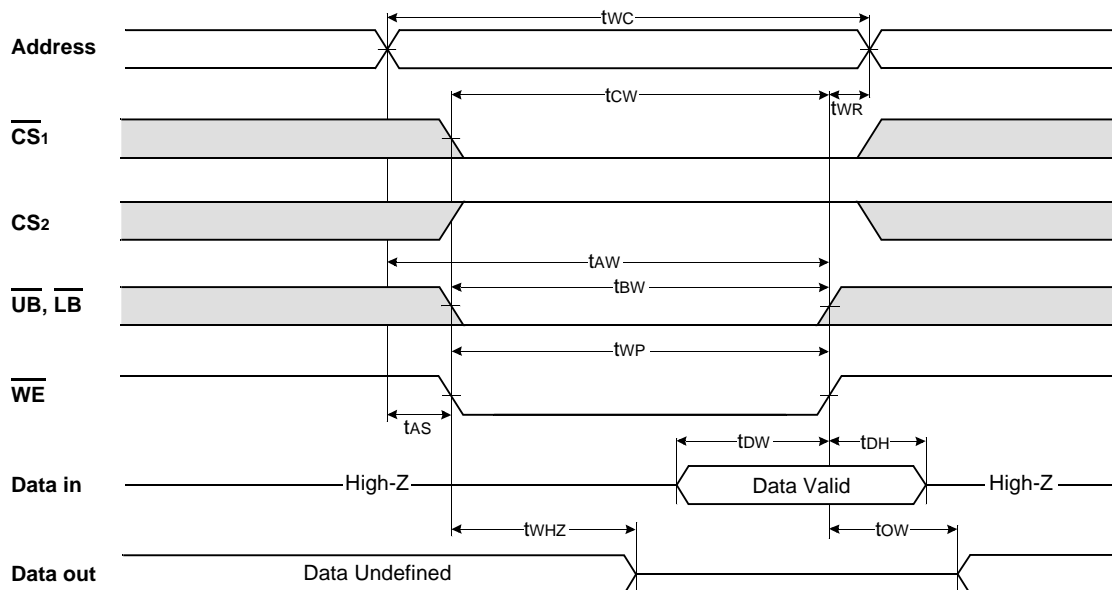 tWC
Address
tCW
tWR
CS1
CS2
tAW
tBW
UB, LB
tWP
WE
tAS
tDW
tDH
Data in
High-Z
Data Valid
High-Z
tWHZ
tOW
Data out
Data Undefined